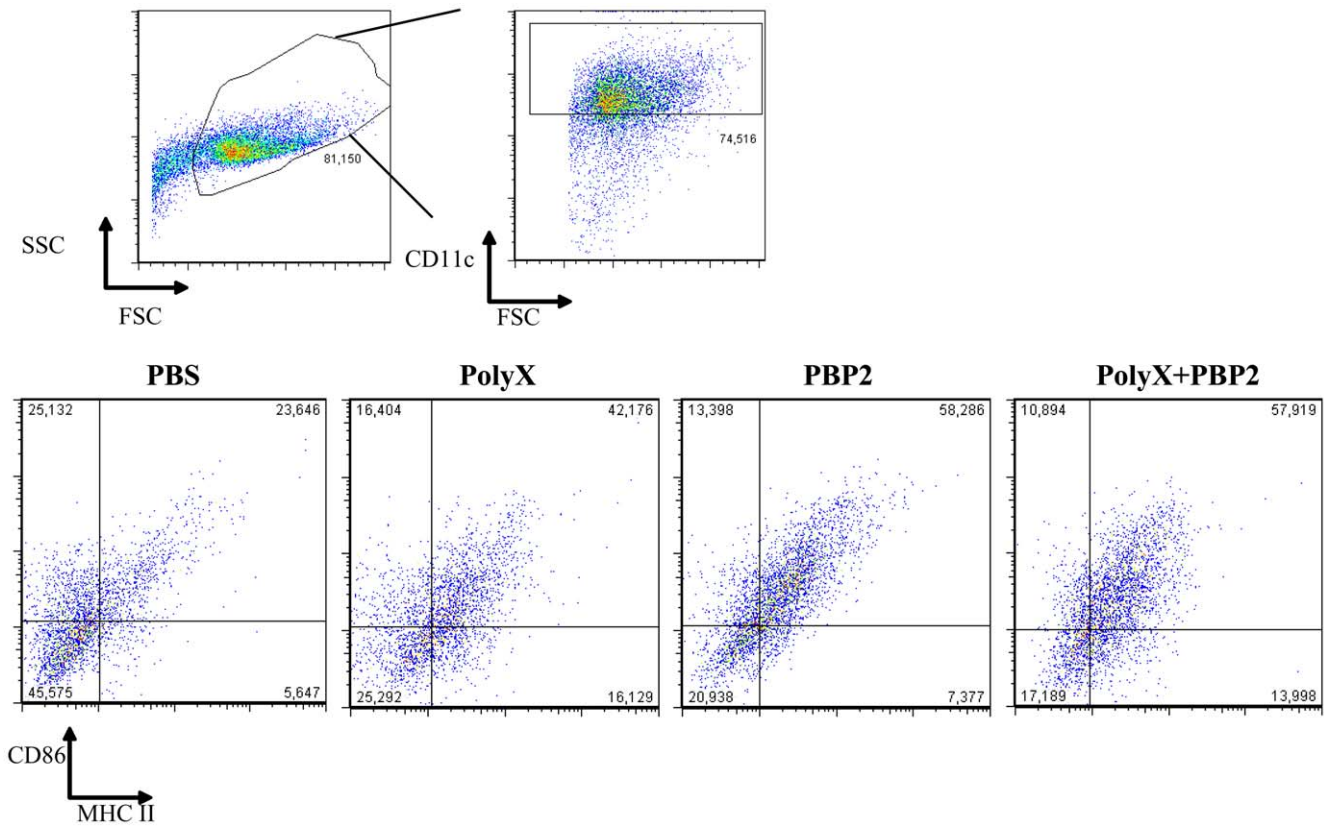 81,150
74,516
SSC
FSC
CD11c
FSC
PBS
PolyX
PBP2
PolyX+PBP2
25,132
23,646
16,404
42,176
13,398
58,286
10,894
57,919
45,575
5,647
25,292
16,129
20,938
7,377
17,189
13,998
CD86
MHC II